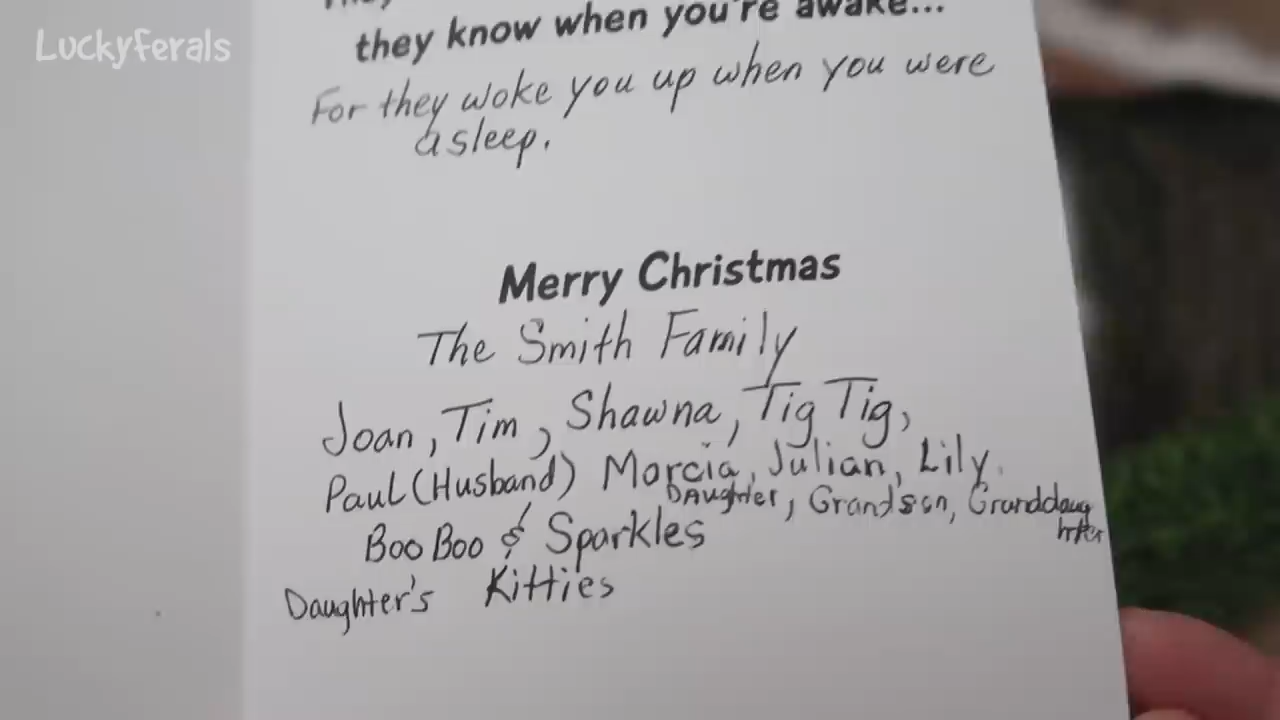 LuckyFerals
they know when you're awake...
For they woke you up when you were
asleep.
Merry Christmas
The Smith Family
Joan, Tim, Shawna, Tig Tig,
Paul (Husband) Morcia, Julian, Lily.
Daughter, Grandson, Granddaug
hter
Boo Boo & Sparkles
Daughter's Kitties